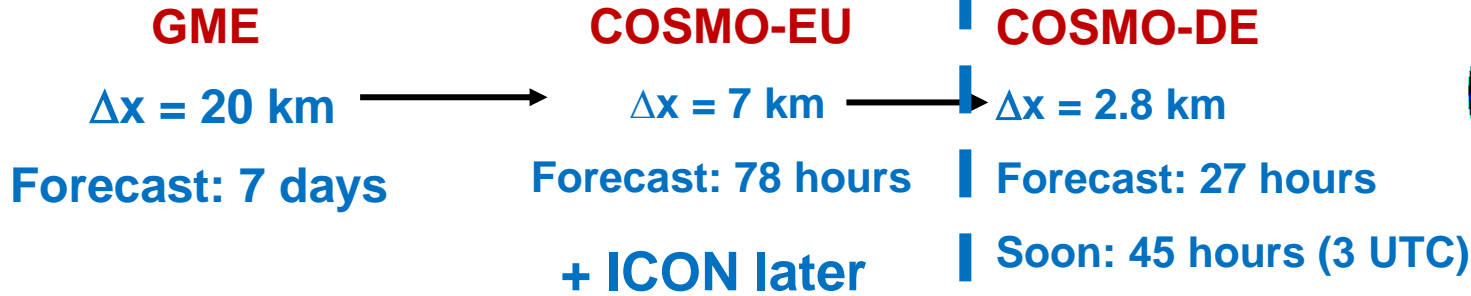 GME
Δx = 20 km
Forecast: 7 days
COSMO-EU
Δx = 7 km
Forecast: 78 hours
+ ICON later
COSMO-DE
Δx = 2.8 km
Forecast: 27 hours
Soon: 45 hours (3 UTC)